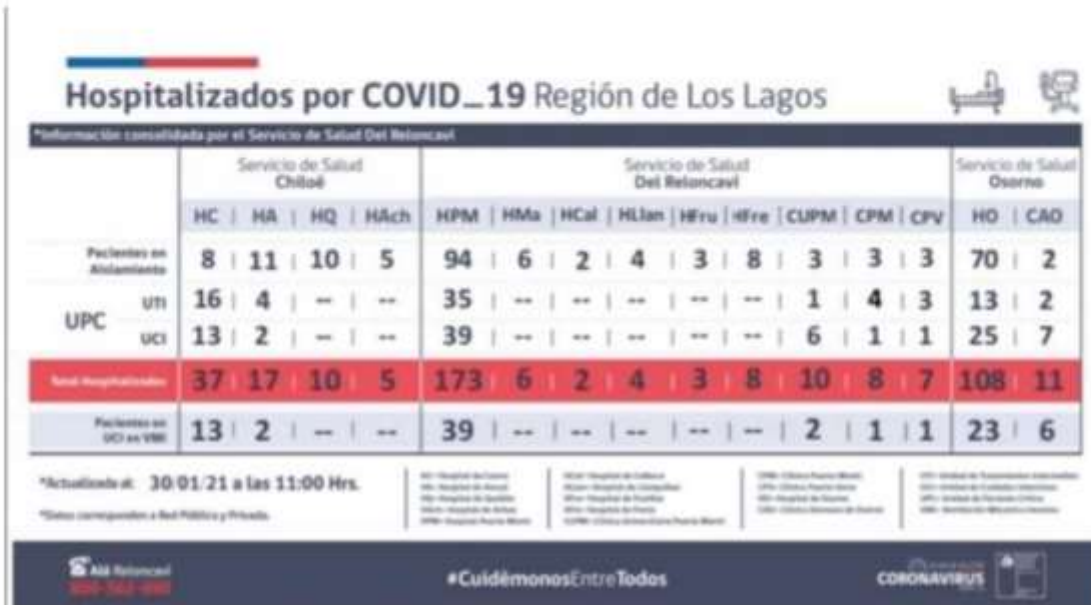 Hospitalizados por COVID_19 Región de Los Lagos
*Información consolidada por el Servicio de Salud Del Reloncaví
Servicio de Salud Chiloé
Servicio de Salud Del Reloncaví
Servicio de Salud Osorno
HC | HA | HQ | HAch HPM | HMa | HCal | HLlan | HFru | HFre | CUPM | CPM | CPV HO | CAO
Pacientes en Aislamiento 8 | 11 | 10 | 5 94 | 6 | 2 | 4 | 3 | 8 | 3 | 3 | 3 70 | 2
UPC
UTI 16 | 4 | -- | -- 35 | -- | -- | -- | -- | -- | 1 | 4 | 3 13 | 2
UCI 13 | 2 | -- | -- 39 | -- | -- | -- | -- | -- | 6 | 1 | 1 25 | 7
Total Hospitalizados 37 | 17 | 10 | 5 173 | 6 | 2 | 4 | 3 | 8 | 10 | 8 | 7 108 | 11
Pacientes en UCI en VMI 13 | 2 | -- | -- 39 | -- | -- | -- | -- | -- | 2 | 1 | 1 23 | 6
*Actualizada al: 30/01/21 a las 11:00 Hrs.
*Datos corresponden a Red Pública y Privada.
Aló Reloncaví
#CuidémonosEntreTodos
CORONAVIRUS